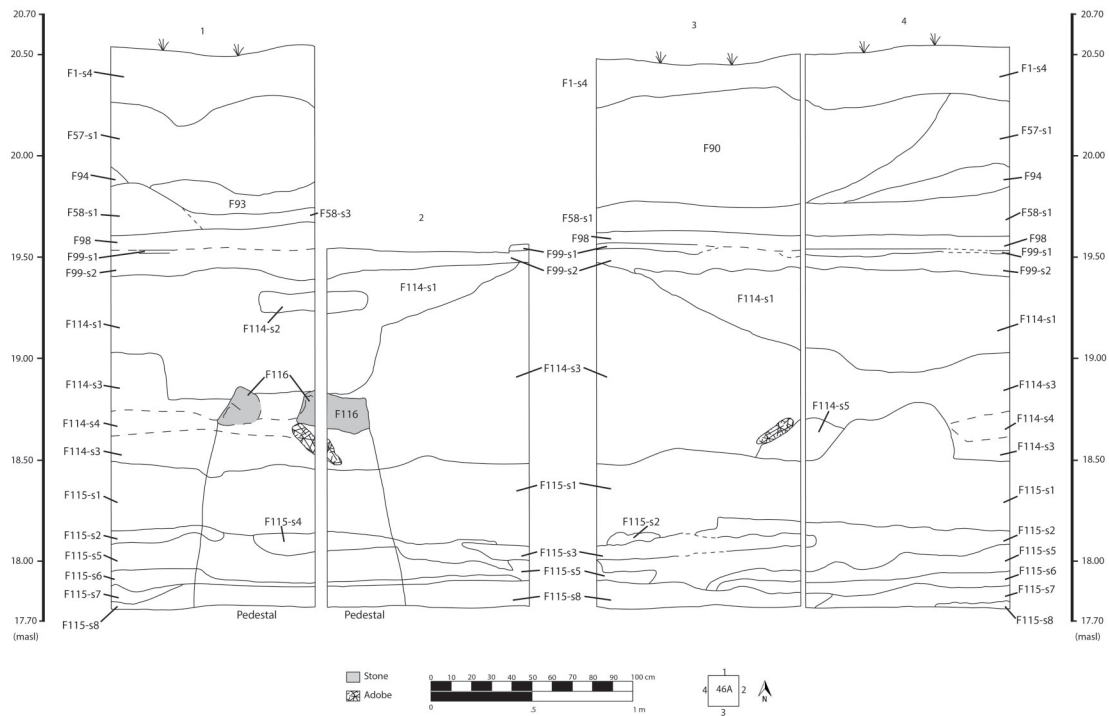 20.70
20.50
20.00
19.50
19.00
18.50
18.00
17.70
(masl)
1
F1-s4
F57-s1
F94
F93
F58-s1
F58-s3
F98
F99-s1
F99-s2
F114-s1
F114-s2
F114-s3
F116
F114-s4
F114-s3
F115-s1
F115-s4
F115-s2
F115-s5
F115-s6
F115-s7
F115-s8
Pedestal
2
F114-s1
F116
Pedestal
3
F1-s4
F90
F58-s1
F98
F99-s1
F99-s2
F114-s1
F114-s3
F114-s5
F115-s1
F115-s2
F115-s3
F115-s5
F115-s8
4
F1-s4
F57-s1
F94
F58-s1
F98
F99-s1
F99-s2
F114-s1
F114-s3
F114-s4
F114-s3
F115-s1
F115-s2
F115-s5
F115-s6
F115-s7
F115-s8
20.70
20.50
20.00
19.50
19.00
18.50
18.00
17.70
(masl)
Stone
Adobe
0 10 20 30 40 50 60 70 80 90 100 cm
0 .5 1 m
1
4 46A 2
3
N